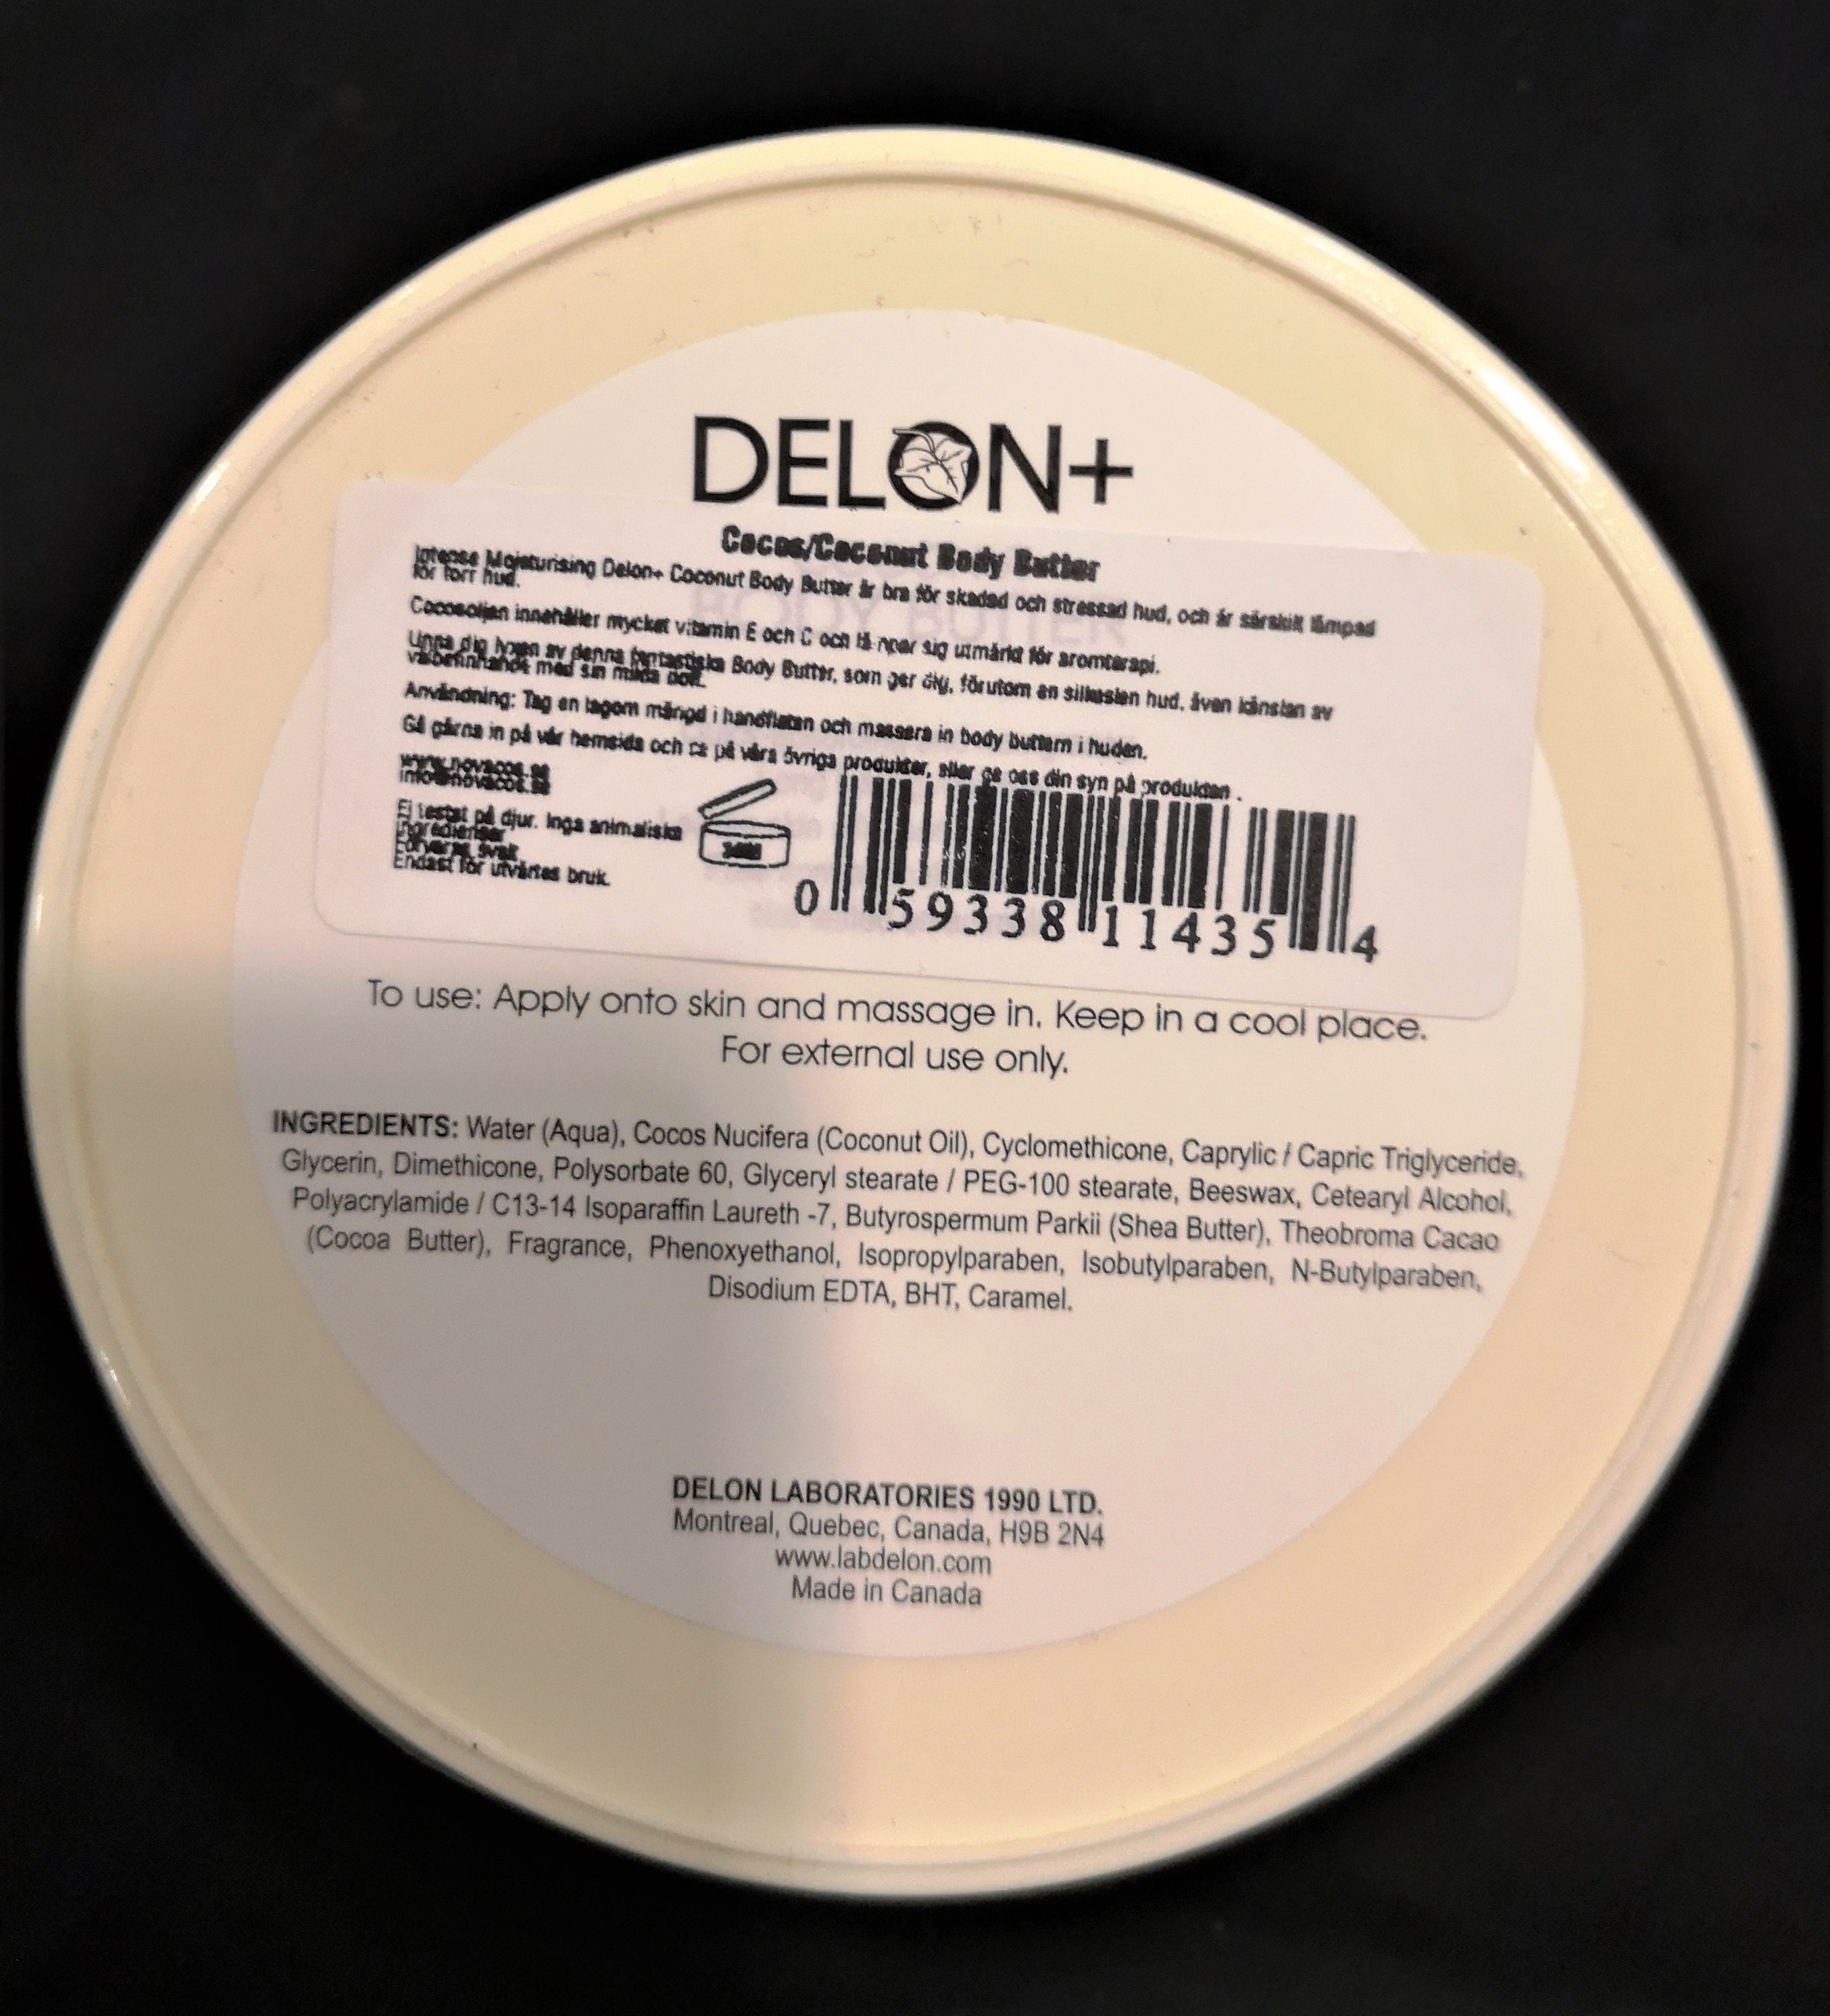 DELON+
Cocos/Coconut Body Butter
Intense Moisturising Delon+ Coconut Body Butter är bra för skadad och stressad hud, och är särskilt lämpad
för torr hud.
Cocosoljan innehåller mycket vitamin E och C och lämpar sig utmärkt för aromterapi.
Unna dig lyxen av denna fantastiska Body Butter, som ger dig, förutom en silkeslen hud, även känslan av
välbefinnande med sin milda doft.
Användning: Tag en lagom mängd i handflatan och massera in body buttern i huden.
Gå gärna in på vår hemsida och se på våra övriga produkter, eller ge oss din syn på produkten .
www.novacos.se
info@novacos.se
Ej testat på djur. Inga animaliska
ingredienser
Förvaras svalt
Endast för utvärtes bruk.
0 59338 11435 4
To use: Apply onto skin and massage in. Keep in a cool place.
For external use only.
INGREDIENTS: Water (Aqua), Cocos Nucifera (Coconut Oil), Cyclomethicone, Caprylic / Capric Triglyceride,
Glycerin, Dimethicone, Polysorbate 60, Glyceryl stearate / PEG-100 stearate, Beeswax, Cetearyl Alcohol,
Polyacrylamide / C13-14 Isoparaffin Laureth -7, Butyrospermum Parkii (Shea Butter), Theobroma Cacao
(Cocoa Butter), Fragrance, Phenoxyethanol, Isopropylparaben, Isobutylparaben, N-Butylparaben,
Disodium EDTA, BHT, Caramel.
DELON LABORATORIES 1990 LTD.
Montreal, Quebec, Canada, H9B 2N4
www.labdelon.com
Made in Canada